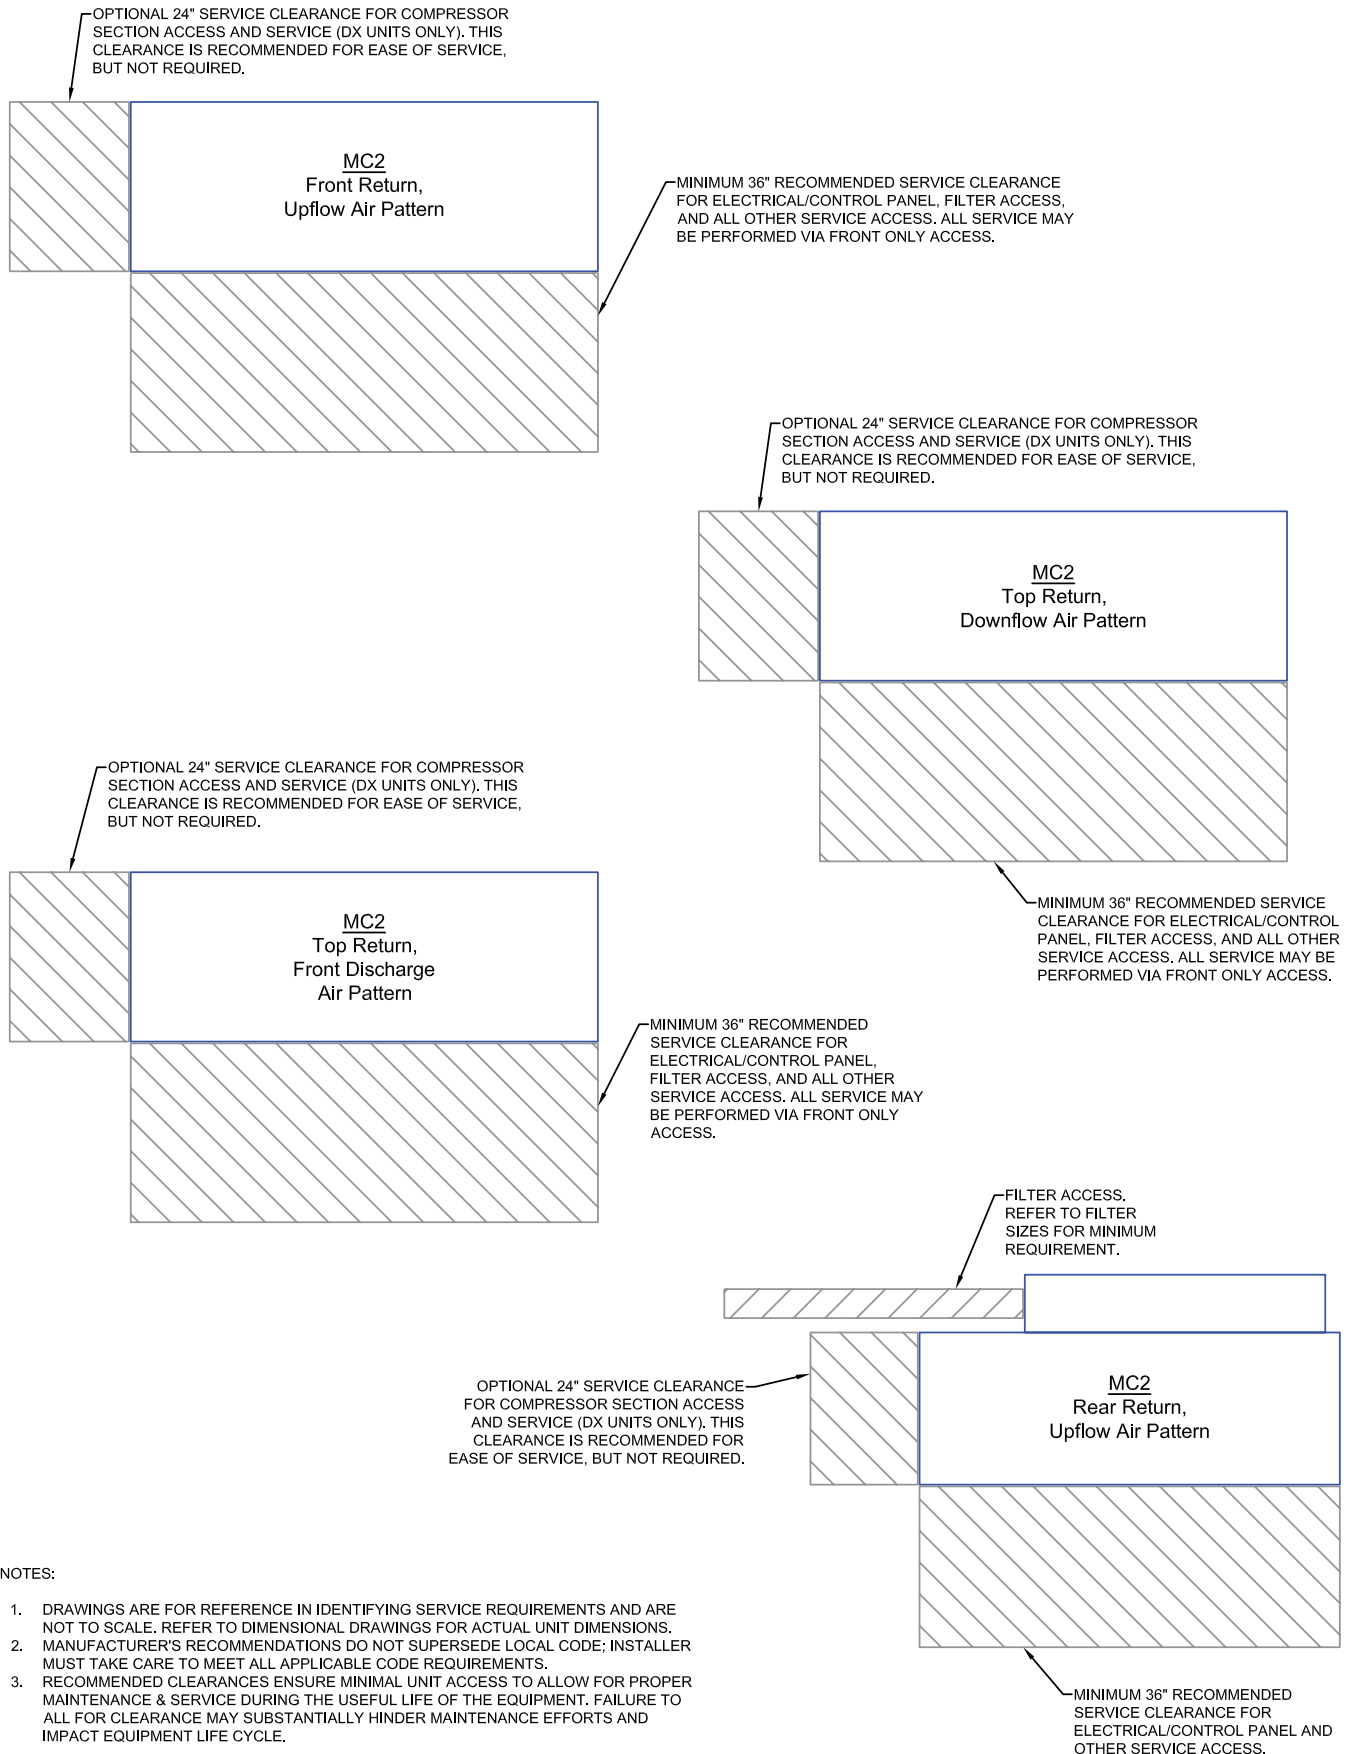 OPTIONAL 24" SERVICE CLEARANCE FOR COMPRESSOR
SECTION ACCESS AND SERVICE (DX UNITS ONLY). THIS
CLEARANCE IS RECOMMENDED FOR EASE OF SERVICE,
BUT NOT REQUIRED.
MC2
Front Return,
Upflow Air Pattern
MINIMUM 36" RECOMMENDED SERVICE CLEARANCE
FOR ELECTRICAL/CONTROL PANEL, FILTER ACCESS,
AND ALL OTHER SERVICE ACCESS. ALL SERVICE MAY
BE PERFORMED VIA FRONT ONLY ACCESS.
OPTIONAL 24" SERVICE CLEARANCE FOR COMPRESSOR
SECTION ACCESS AND SERVICE (DX UNITS ONLY). THIS
CLEARANCE IS RECOMMENDED FOR EASE OF SERVICE,
BUT NOT REQUIRED.
MC2
Top Return,
Downflow Air Pattern
MINIMUM 36" RECOMMENDED SERVICE
CLEARANCE FOR ELECTRICAL/CONTROL
PANEL, FILTER ACCESS, AND ALL OTHER
SERVICE ACCESS. ALL SERVICE MAY BE
PERFORMED VIA FRONT ONLY ACCESS.
OPTIONAL 24" SERVICE CLEARANCE FOR COMPRESSOR
SECTION ACCESS AND SERVICE (DX UNITS ONLY). THIS
CLEARANCE IS RECOMMENDED FOR EASE OF SERVICE,
BUT NOT REQUIRED.
MC2
Top Return,
Front Discharge
Air Pattern
MINIMUM 36" RECOMMENDED
SERVICE CLEARANCE FOR
ELECTRICAL/CONTROL PANEL,
FILTER ACCESS, AND ALL OTHER
SERVICE ACCESS. ALL SERVICE MAY
BE PERFORMED VIA FRONT ONLY
ACCESS.
FILTER ACCESS.
REFER TO FILTER
SIZES FOR MINIMUM
REQUIREMENT.
OPTIONAL 24" SERVICE CLEARANCE
FOR COMPRESSOR SECTION ACCESS
AND SERVICE (DX UNITS ONLY). THIS
CLEARANCE IS RECOMMENDED FOR
EASE OF SERVICE, BUT NOT REQUIRED.
MC2
Rear Return,
Upflow Air Pattern
MINIMUM 36" RECOMMENDED
SERVICE CLEARANCE FOR
ELECTRICAL/CONTROL PANEL AND
OTHER SERVICE ACCESS.
NOTES:
1. DRAWINGS ARE FOR REFERENCE IN IDENTIFYING SERVICE REQUIREMENTS AND ARE
NOT TO SCALE. REFER TO DIMENSIONAL DRAWINGS FOR ACTUAL UNIT DIMENSIONS.
2. MANUFACTURER'S RECOMMENDATIONS DO NOT SUPERSEDE LOCAL CODE; INSTALLER
MUST TAKE CARE TO MEET ALL APPLICABLE CODE REQUIREMENTS.
3. RECOMMENDED CLEARANCES ENSURE MINIMAL UNIT ACCESS TO ALLOW FOR PROPER
MAINTENANCE & SERVICE DURING THE USEFUL LIFE OF THE EQUIPMENT. FAILURE TO
ALL FOR CLEARANCE MAY SUBSTANTIALLY HINDER MAINTENANCE EFFORTS AND
IMPACT EQUIPMENT LIFE CYCLE.